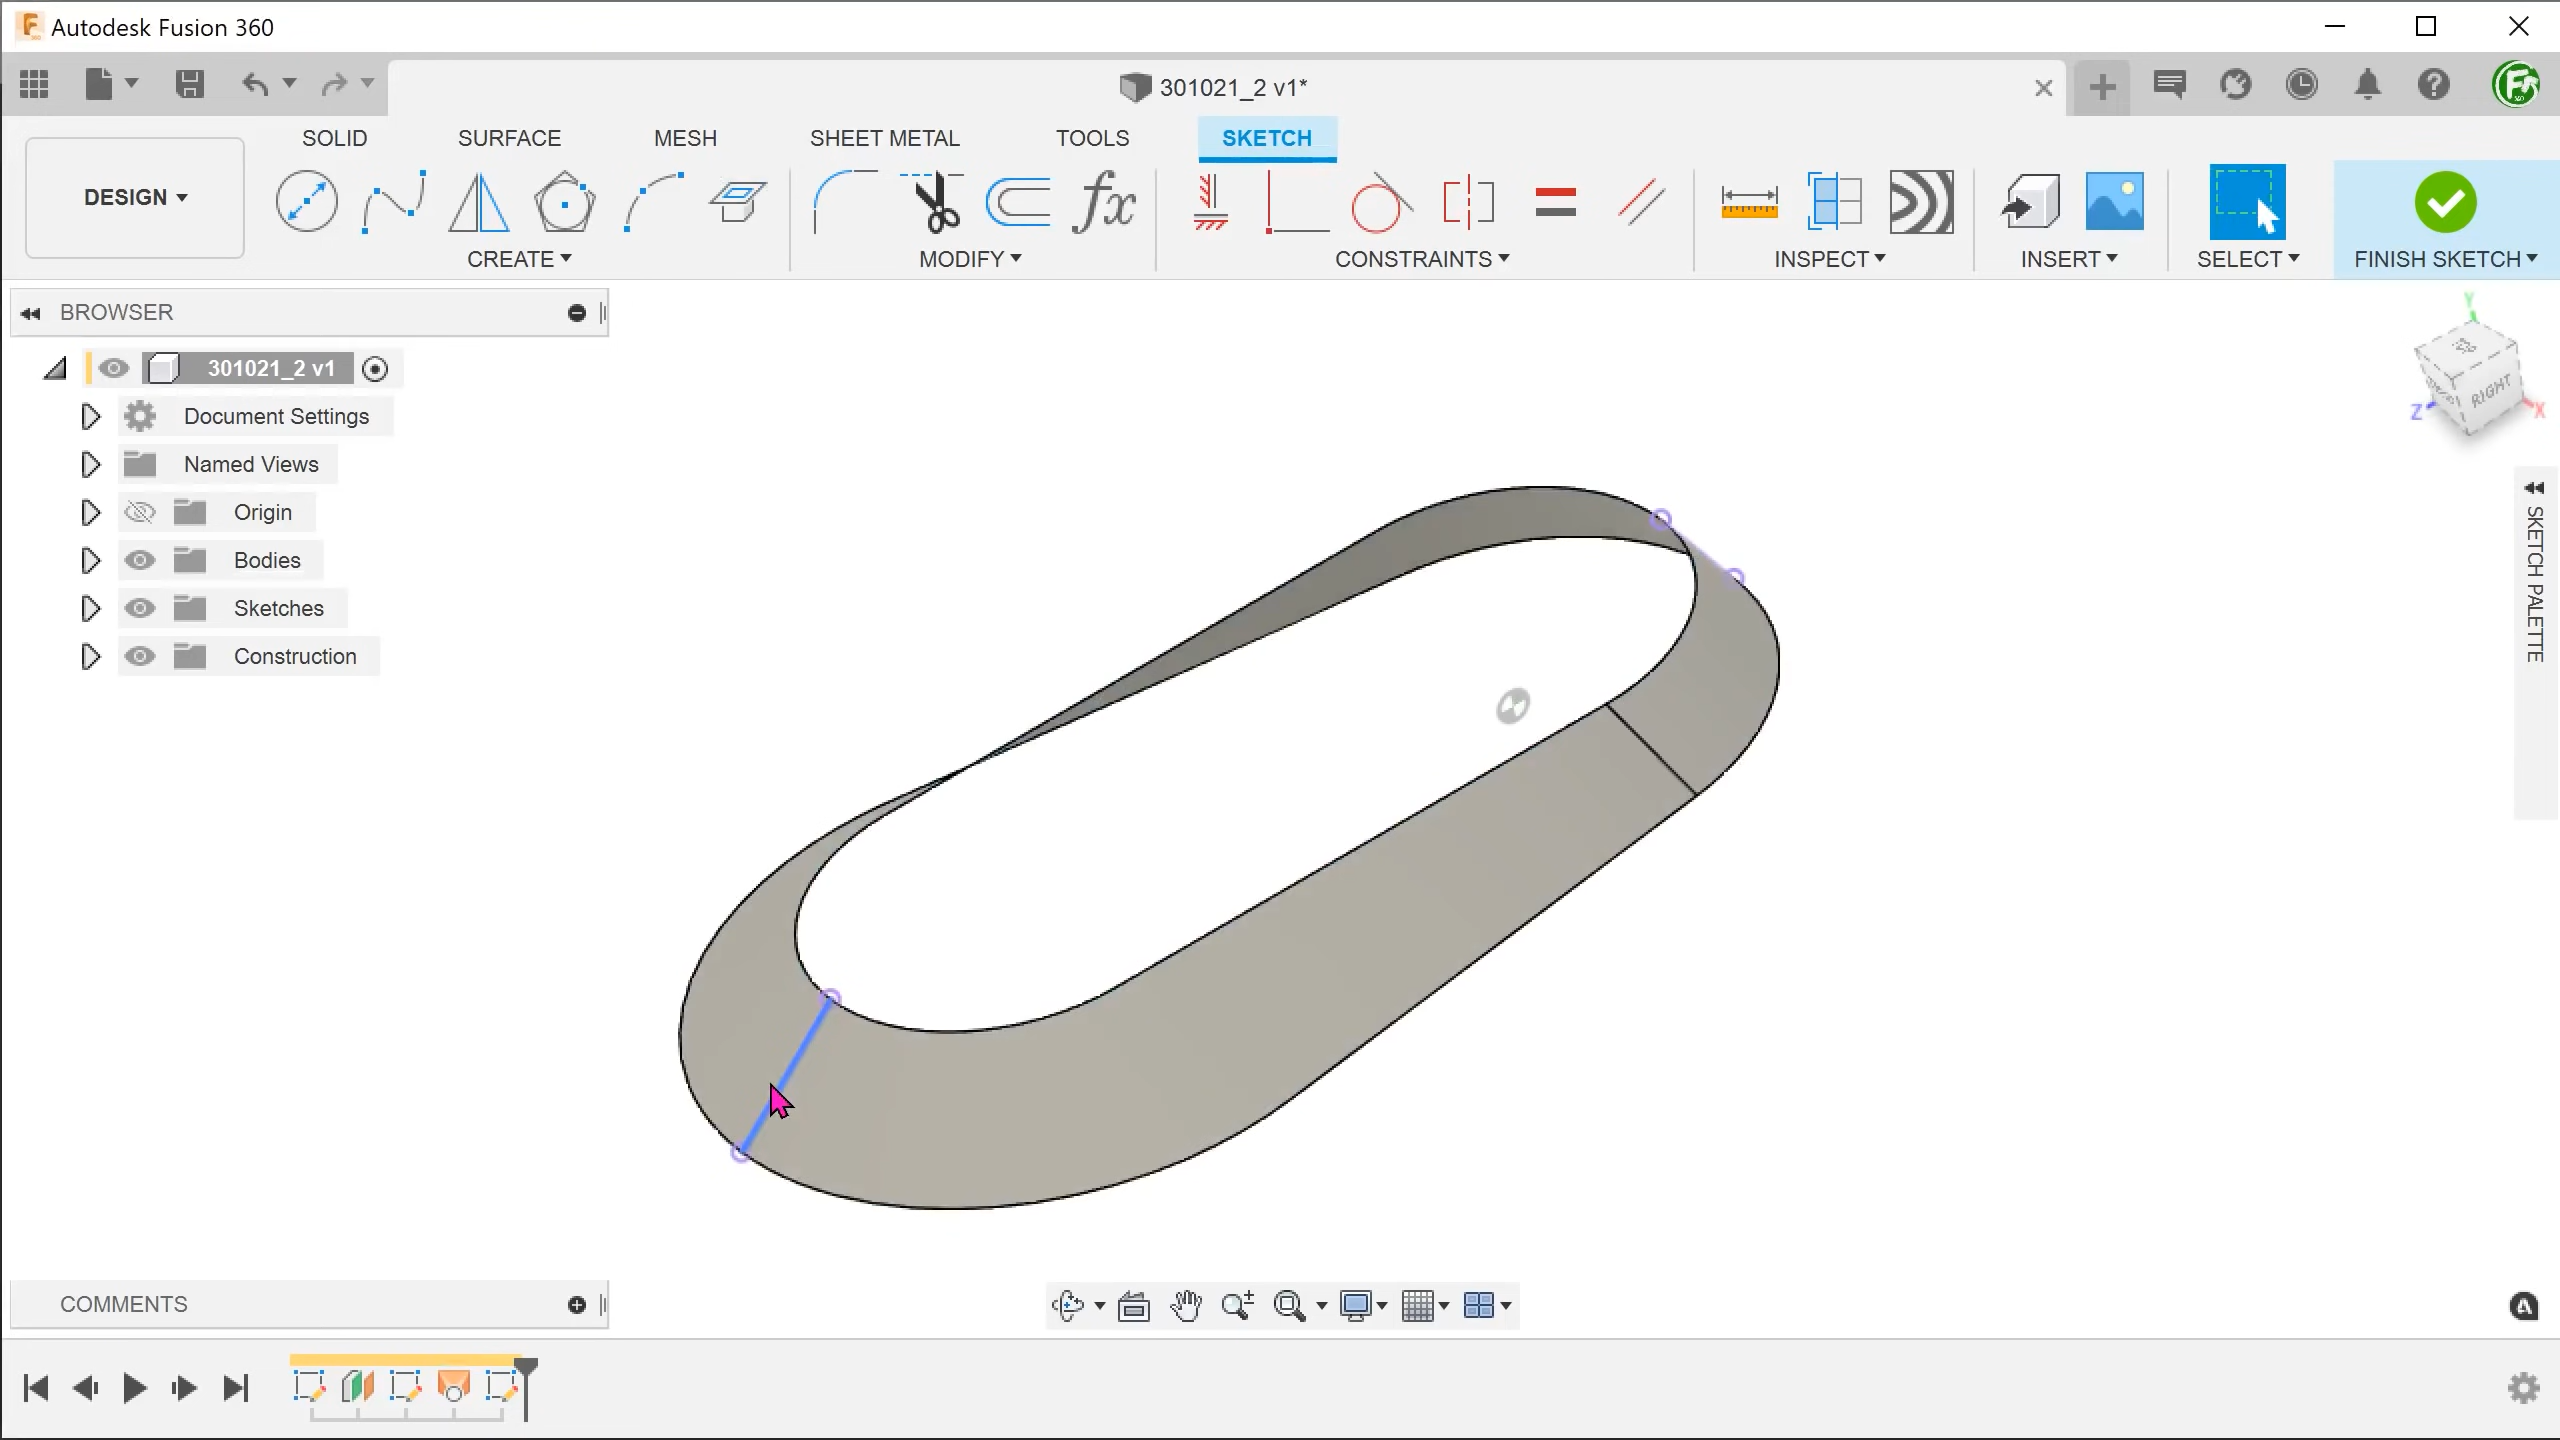 Autodesk Fusion 360
301021_2 v1*
SOLID SURFACE MESH SHEET METAL TOOLS SKETCH
DESIGN
fx
CREATE MODIFY CONSTRAINTS INSPECT INSERT SELECT FINISH SKETCH
BROWSER
301021_2 v1
Document Settings
Named Views
Origin
Bodies
Sketches
Construction
Y
RIGHT
Z
X
SKETCH PALETTE
COMMENTS